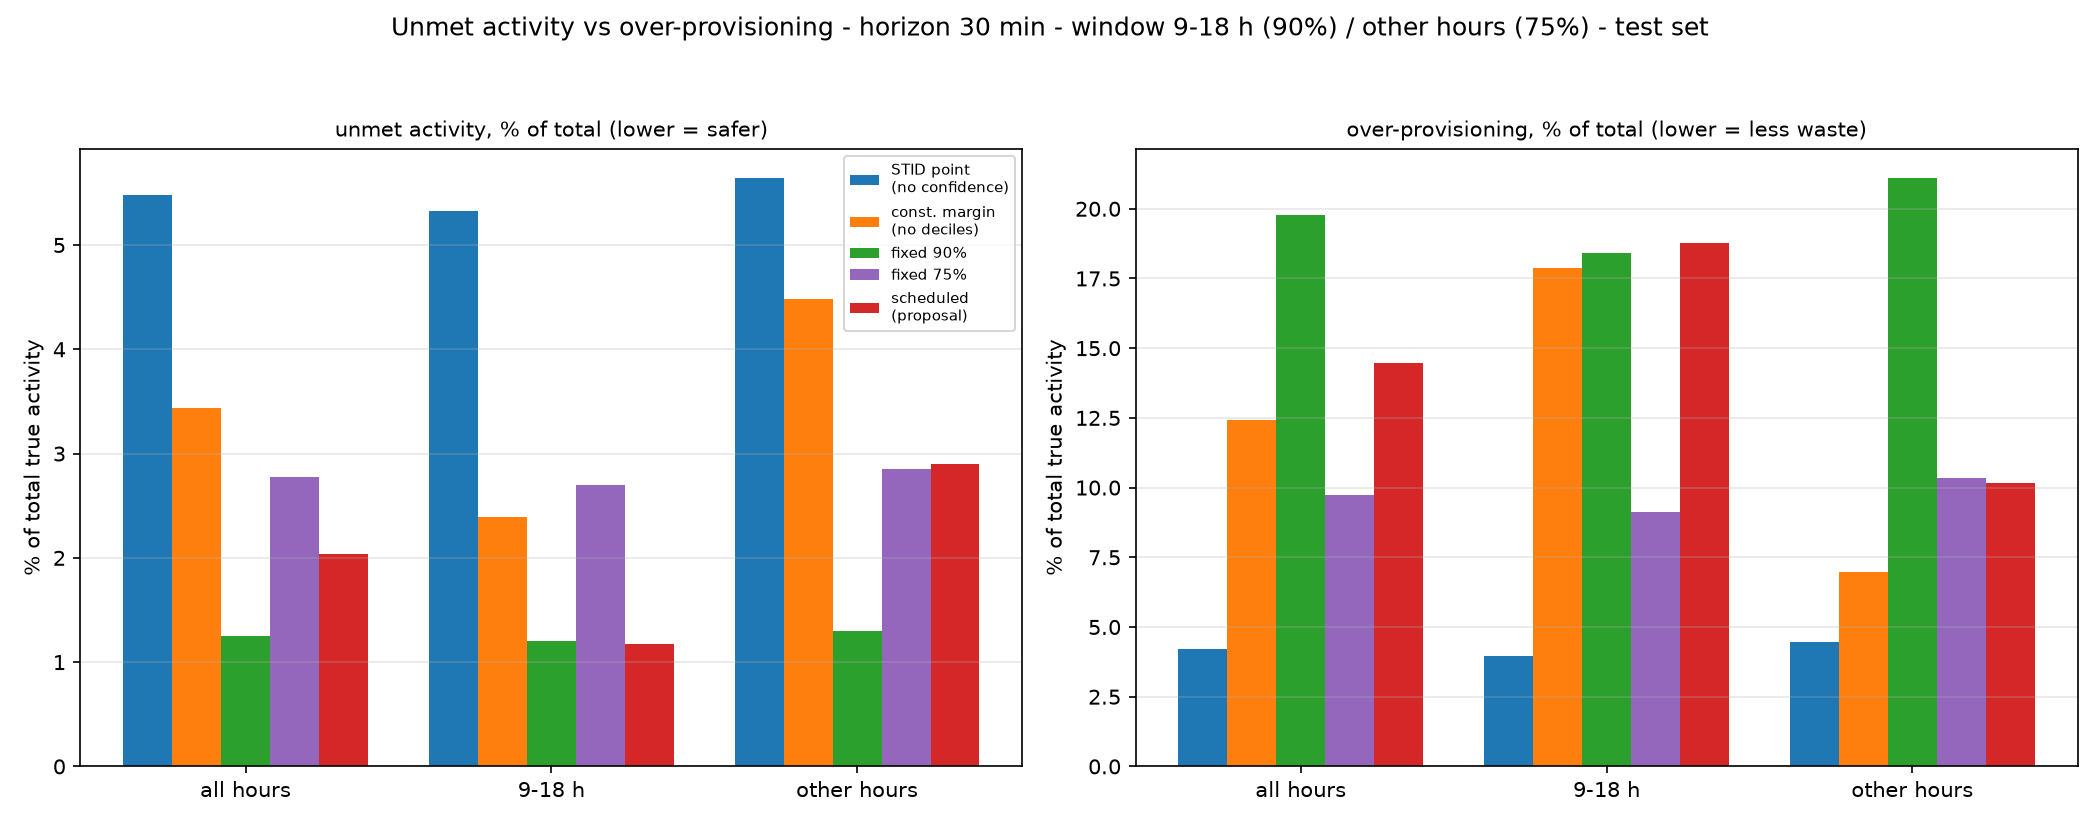 Unmet activity vs over-provisioning - horizon 30 min - window 9-18 h (90%) / other hours (75%) - test set
unmet activity, % of total (lower = safer)
% of total true activity
5
4
3
2
1
0
all hours
9-18 h
other hours
STID point
(no confidence)
const. margin
(no deciles)
fixed 90%
fixed 75%
scheduled
(proposal)
over-provisioning, % of total (lower = less waste)
% of total true activity
20.0
17.5
15.0
12.5
10.0
7.5
5.0
2.5
0.0
all hours
9-18 h
other hours